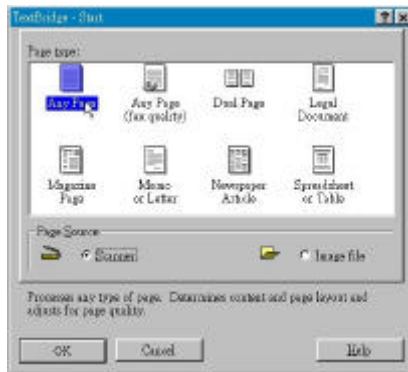 TextBridge - Start
Page type:
Any Page
Any Page
(fax quality)
Dual Page
Legal
Document
Magazine
Page
Memo
or Letter
Newspaper
Article
Spreadsheet
or Table
Page Source
Scanner
Image file
Processes any type of page. Determines content and page layout and
adjusts for page quality.
OK
Cancel
Help